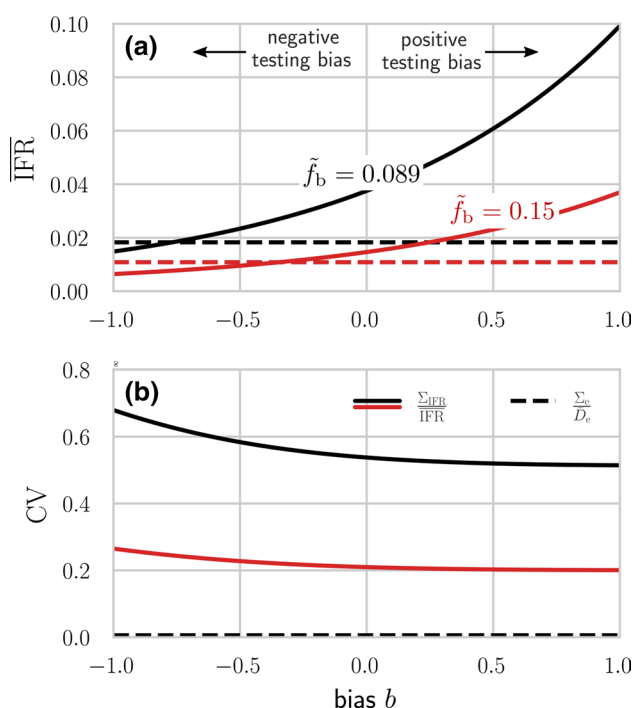 0.10
(a)
negative
testing bias
positive
testing bias
0.08
0.06
IFR
f̃b = 0.089
0.04
f̃b = 0.15
0.02
0.00
−1.0 −0.5 0.0 0.5 1.0
0.8
(b)
ΣIFR
IFR
Σe
D̄e
0.6
CV
0.4
0.2
0.0
−1.0 −0.5 0.0 0.5 1.0
bias b